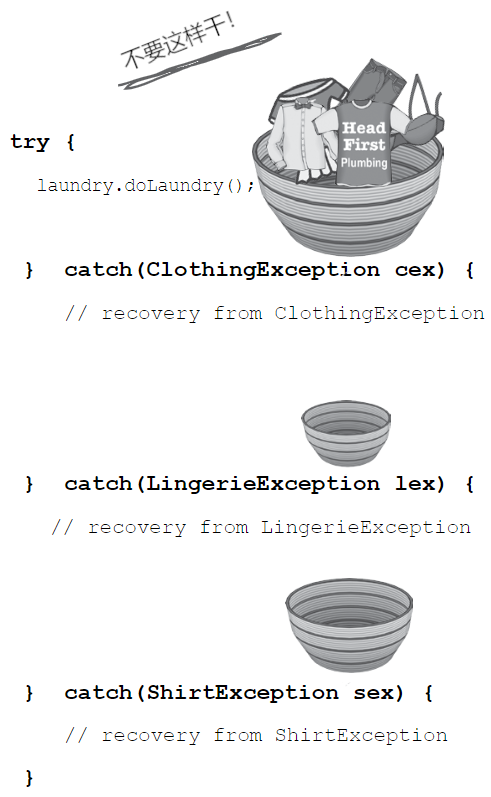 不要这样干！
try {
Head
First
Plumbing
laundry.doLaundry();
} catch(ClothingException cex) {
// recovery from ClothingException
} catch(LingerieException lex) {
// recovery from LingerieException
} catch(ShirtException sex) {
// recovery from ShirtException
}